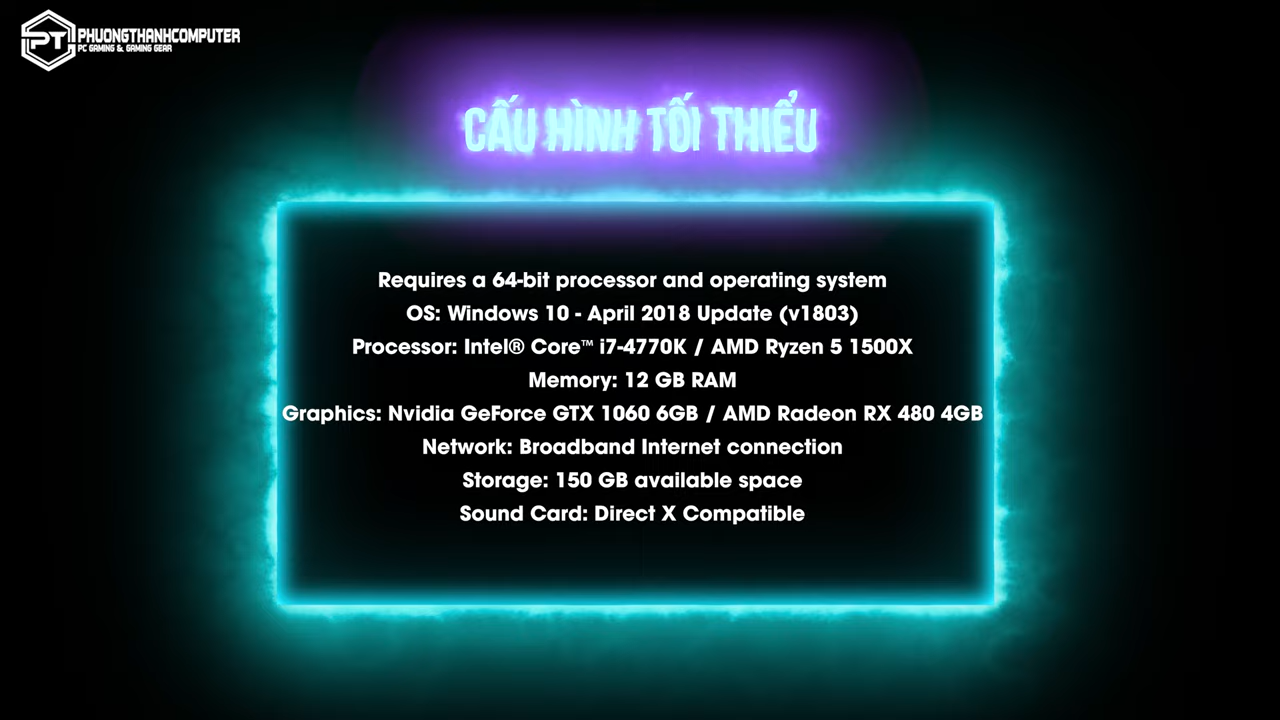 PT
PHUONGTHANHCOMPUTER
PC GAMING & GAMING GEAR
CẤU HÌNH TỐI THIỂU
Requires a 64-bit processor and operating system
OS: Windows 10 - April 2018 Update (v1803)
Processor: Intel® Core™ i7-4770K / AMD Ryzen 5 1500X
Memory: 12 GB RAM
Graphics: Nvidia GeForce GTX 1060 6GB / AMD Radeon RX 480 4GB
Network: Broadband Internet connection
Storage: 150 GB available space
Sound Card: Direct X Compatible